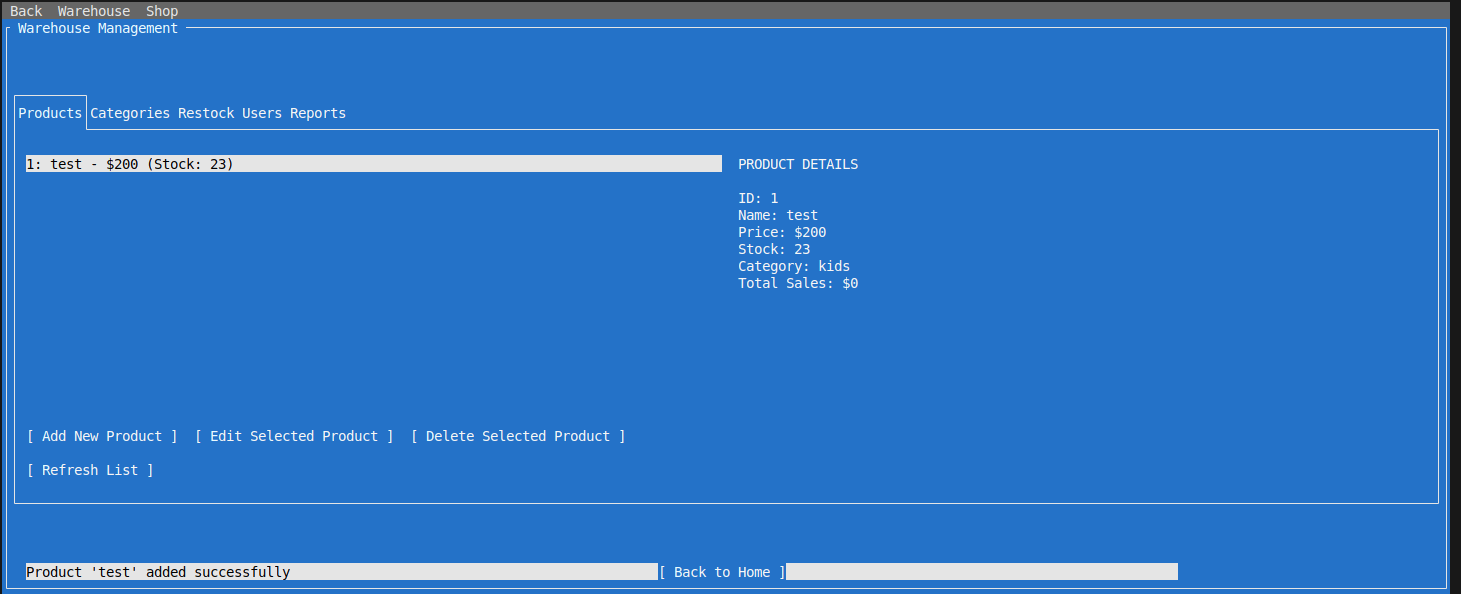 Back Warehouse Shop
Warehouse Management
Products Categories Restock Users Reports
1: test - $200 (Stock: 23)
PRODUCT DETAILS
ID: 1
Name: test
Price: $200
Stock: 23
Category: kids
Total Sales: $0
[ Add New Product ] [ Edit Selected Product ] [ Delete Selected Product ]
[ Refresh List ]
Product 'test' added successfully [ Back to Home ]